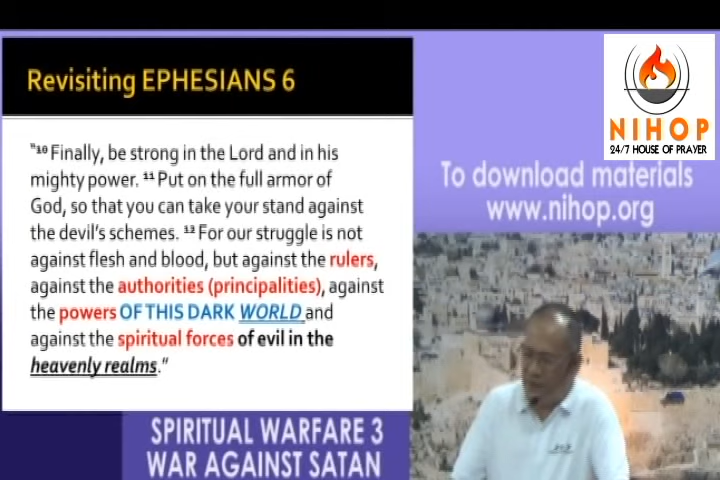 Revisiting EPHESIANS 6
"¹⁰ Finally, be strong in the Lord and in his
mighty power. ¹¹ Put on the full armor of
God, so that you can take your stand against
the devil's schemes. ¹² For our struggle is not
against flesh and blood, but against the rulers,
against the authorities (principalities), against
the powers OF THIS DARK WORLD and
against the spiritual forces of evil in the
heavenly realms."
NIHOP
24/7 HOUSE OF PRAYER
To download materials
www.nihop.org
SPIRITUAL WARFARE 3
WAR AGAINST SATAN